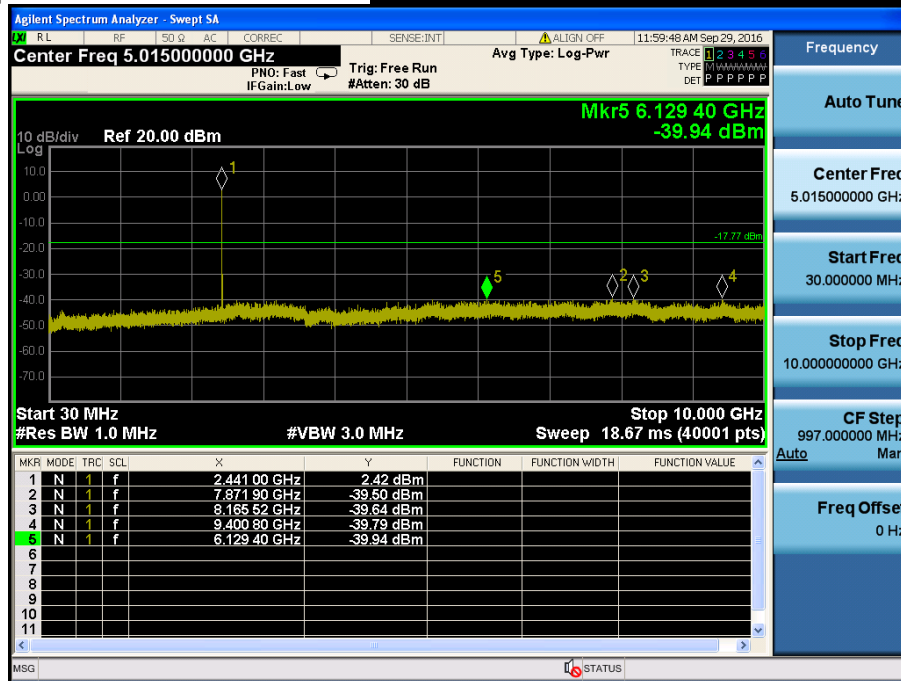 Agilent Spectrum Analyzer - Swept SA
LXI RL RF 50 Ω AC CORREC SENSE:INT ALIGN OFF 11:59:48 AM Sep 29, 2016
Center Freq 5.015000000 GHz
PNO: Fast
IFGain:Low
Trig: Free Run
#Atten: 30 dB
Avg Type: Log-Pwr
TRACE 1 2 3 4 5 6
TYPE M W W W W W
DET P P P P P P
Mkr5 6.129 40 GHz
-39.94 dBm
10 dB/div Ref 20.00 dBm
Log
10.0
0.00
-10.0
-20.0
-30.0
-40.0
-50.0
-60.0
-70.0
1
-17.77 dBm
5
2
3
4
Start 30 MHz Stop 10.000 GHz
#Res BW 1.0 MHz #VBW 3.0 MHz Sweep 18.67 ms (40001 pts)
MKR MODE TRC SCL X Y FUNCTION FUNCTION WIDTH FUNCTION VALUE
1 N 1 f 2.441 00 GHz 2.42 dBm
2 N 1 f 7.871 90 GHz -39.50 dBm
3 N 1 f 8.165 52 GHz -39.64 dBm
4 N 1 f 9.400 80 GHz -39.79 dBm
5 N 1 f 6.129 40 GHz -39.94 dBm
6
7
8
9
10
11
MSG STATUS
Frequency
Auto Tune
Center Freq
5.015000000 GHz
Start Freq
30.000000 MHz
Stop Freq
10.000000000 GHz
CF Step
997.000000 MHz
Auto Man
Freq Offset
0 Hz